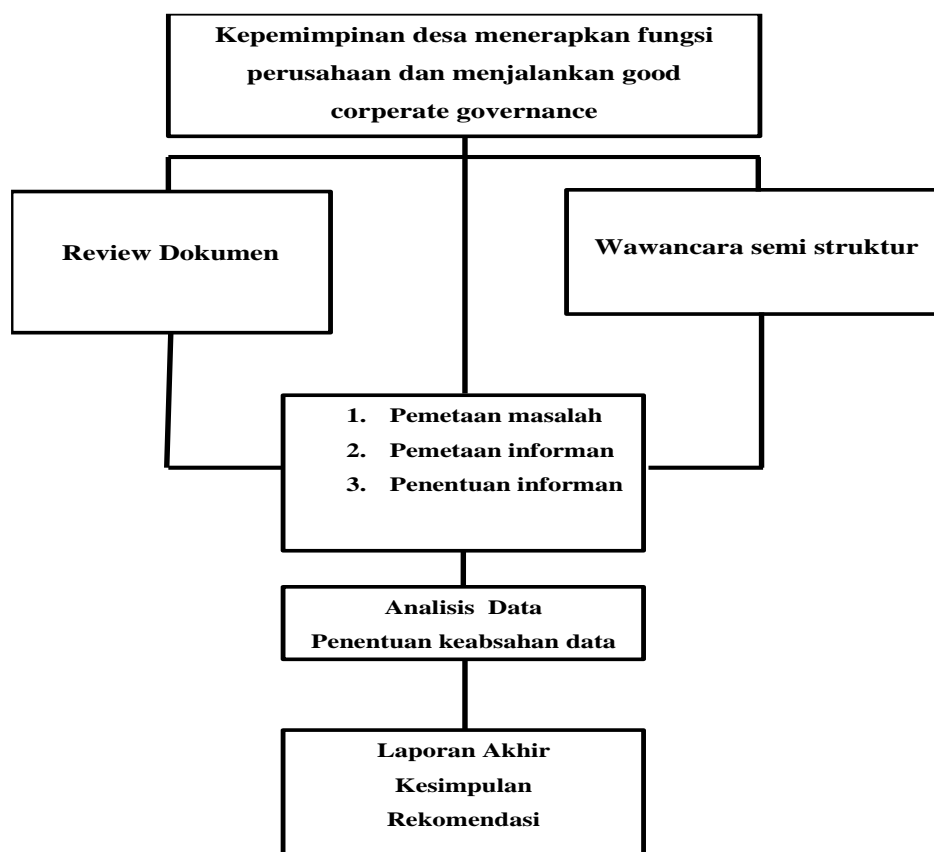 Kepemimpinan desa menerapkan fungsi
perusahaan dan menjalankan good
corperate governance
Review Dokumen
Wawancara semi struktur
1. Pemetaan masalah
2. Pemetaan informan
3. Penentuan informan
Analisis Data
Penentuan keabsahan data
Laporan Akhir
Kesimpulan
Rekomendasi